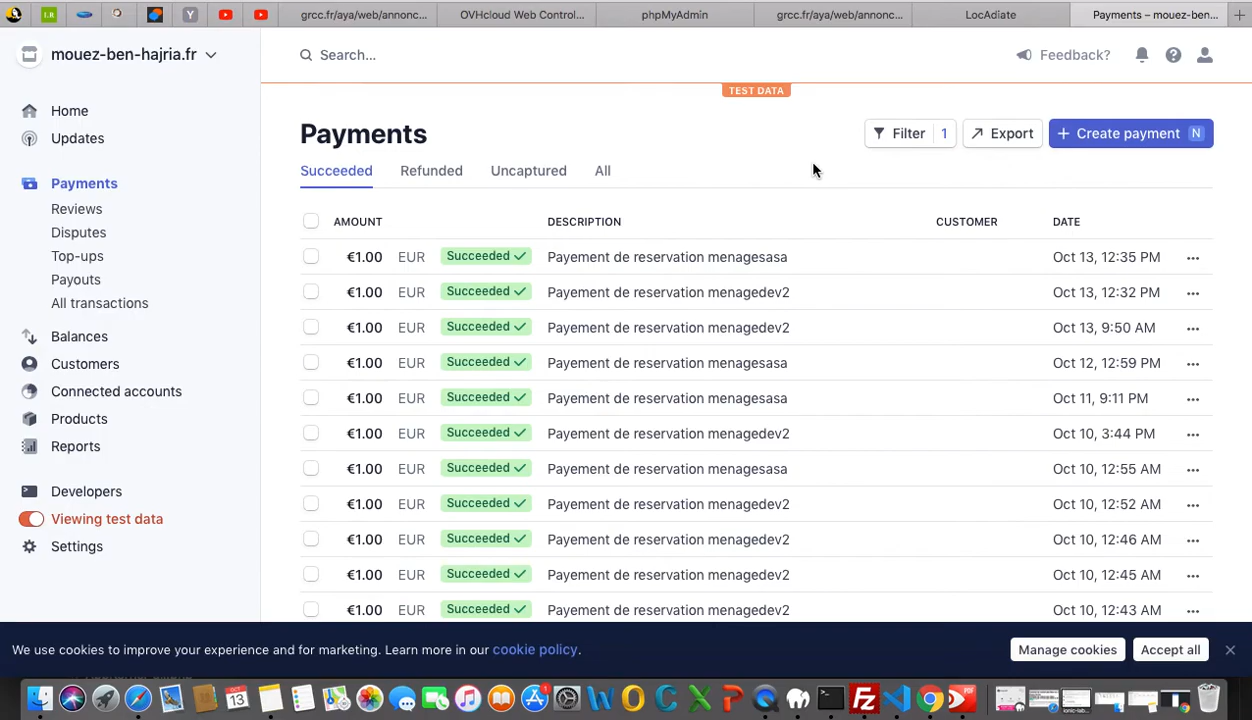 grcc.fr/aya/web/annonc...
OVHcloud Web Control...
phpMyAdmin
grcc.fr/aya/web/annonc...
LocAdiate
Payments – mouez-ben...
mouez-ben-hajria.fr
Search...
Feedback?
TEST DATA
Home
Updates
Payments
Reviews
Disputes
Top-ups
Payouts
All transactions
Balances
Customers
Connected accounts
Products
Reports
Developers
Viewing test data
Settings
Payments
Filter 1
Export
Create payment N
Succeeded Refunded Uncaptured All
AMOUNT DESCRIPTION CUSTOMER DATE
€1.00 EUR Succeeded Payement de reservation menagesasa Oct 13, 12:35 PM
€1.00 EUR Succeeded Payement de reservation menagedev2 Oct 13, 12:32 PM
€1.00 EUR Succeeded Payement de reservation menagedev2 Oct 13, 9:50 AM
€1.00 EUR Succeeded Payement de reservation menagesasa Oct 12, 12:59 PM
€1.00 EUR Succeeded Payement de reservation menagesasa Oct 11, 9:11 PM
€1.00 EUR Succeeded Payement de reservation menagedev2 Oct 10, 3:44 PM
€1.00 EUR Succeeded Payement de reservation menagesasa Oct 10, 12:55 AM
€1.00 EUR Succeeded Payement de reservation menagedev2 Oct 10, 12:52 AM
€1.00 EUR Succeeded Payement de reservation menagedev2 Oct 10, 12:46 AM
€1.00 EUR Succeeded Payement de reservation menagedev2 Oct 10, 12:45 AM
€1.00 EUR Succeeded Payement de reservation menagedev2 Oct 10, 12:43 AM
We use cookies to improve your experience and for marketing. Learn more in our cookie policy.
Manage cookies
Accept all